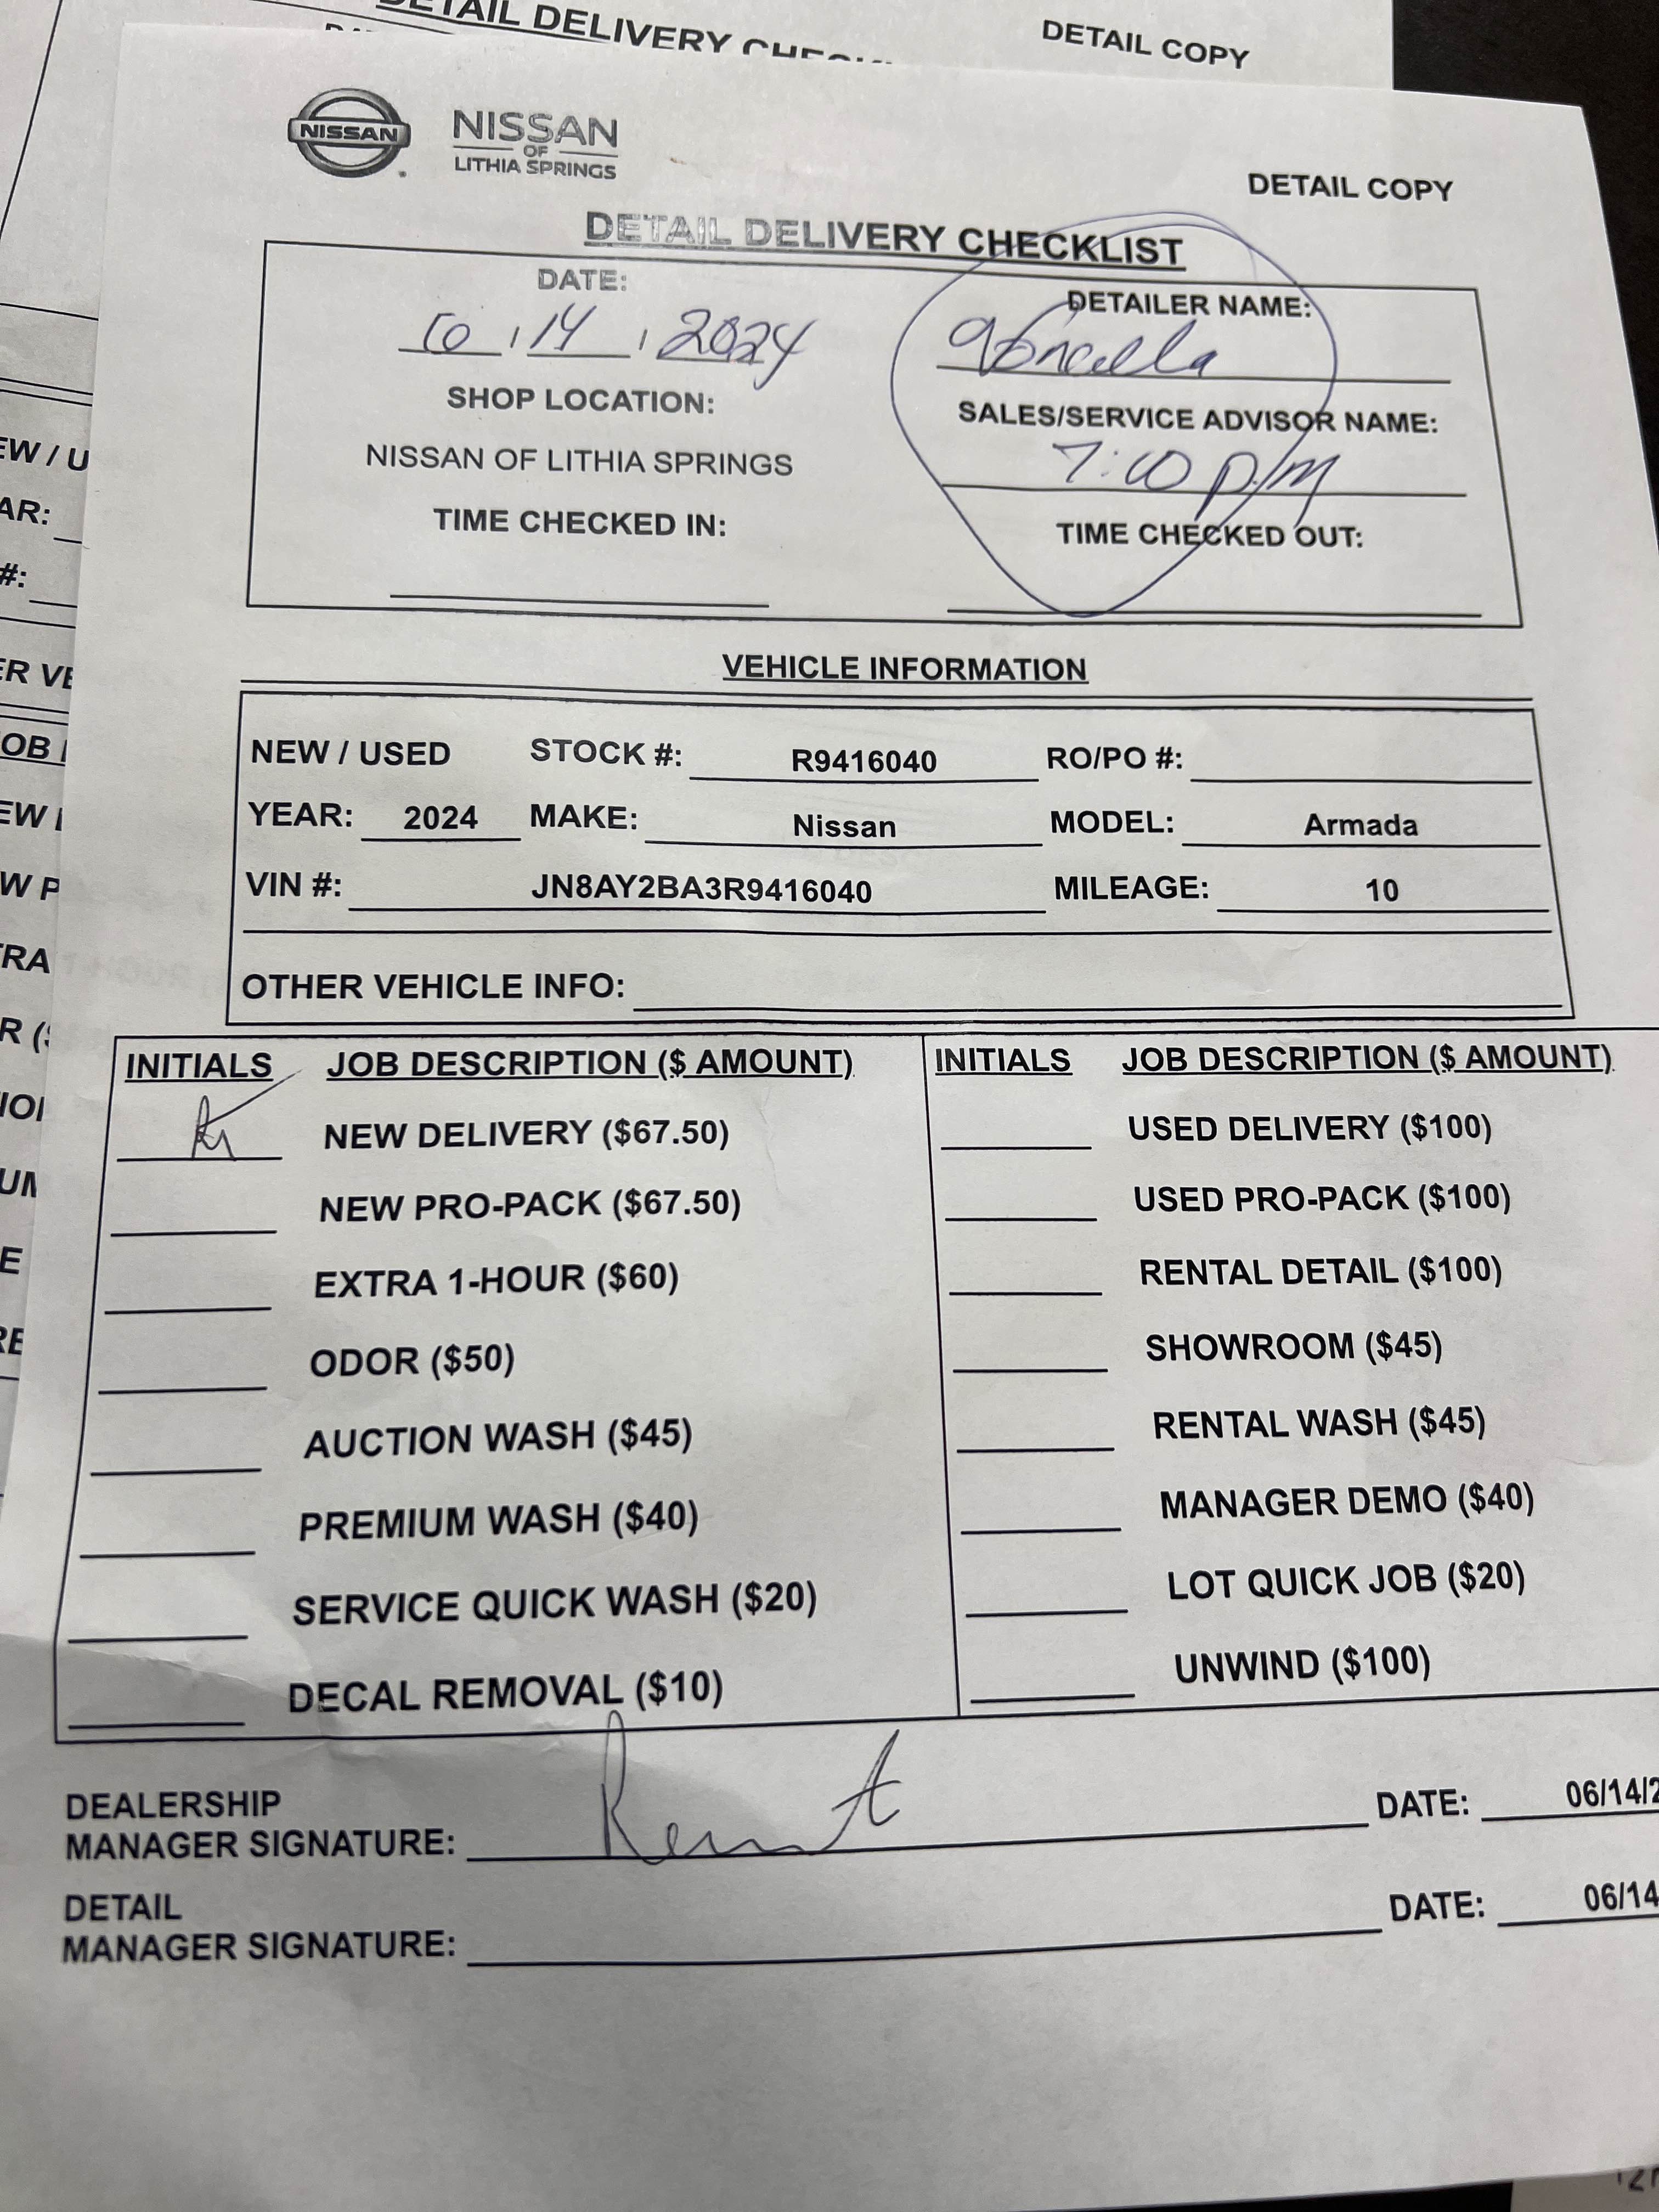 DETAIL DELIVERY
DETAIL COPY
NISSAN
NISSAN
OF
LITHIA SPRINGS
DETAIL COPY
DETAIL DELIVERY CHECKLIST
DATE:
DETAILER NAME:
14 2024
SHOP LOCATION:
SALES/SERVICE ADVISOR NAME:
NISSAN OF LITHIA SPRINGS
7:00 P.M
TIME CHECKED IN:
TIME CHECKED OUT:
VEHICLE INFORMATION
NEW / USED STOCK #: R9416040 RO/PO #:
YEAR: 2024 MAKE: Nissan MODEL: Armada
VIN #: JN8AY2BA3R9416040 MILEAGE: 10
OTHER VEHICLE INFO:
INITIALS JOB DESCRIPTION ($ AMOUNT)
NEW DELIVERY ($67.50)
NEW PRO-PACK ($67.50)
EXTRA 1-HOUR ($60)
ODOR ($50)
AUCTION WASH ($45)
PREMIUM WASH ($40)
SERVICE QUICK WASH ($20)
DECAL REMOVAL ($10)
INITIALS JOB DESCRIPTION ($ AMOUNT)
USED DELIVERY ($100)
USED PRO-PACK ($100)
RENTAL DETAIL ($100)
SHOWROOM ($45)
RENTAL WASH ($45)
MANAGER DEMO ($40)
LOT QUICK JOB ($20)
UNWIND ($100)
DEALERSHIP
MANAGER SIGNATURE: DATE: 06/14/2
DETAIL
MANAGER SIGNATURE: DATE: 06/14